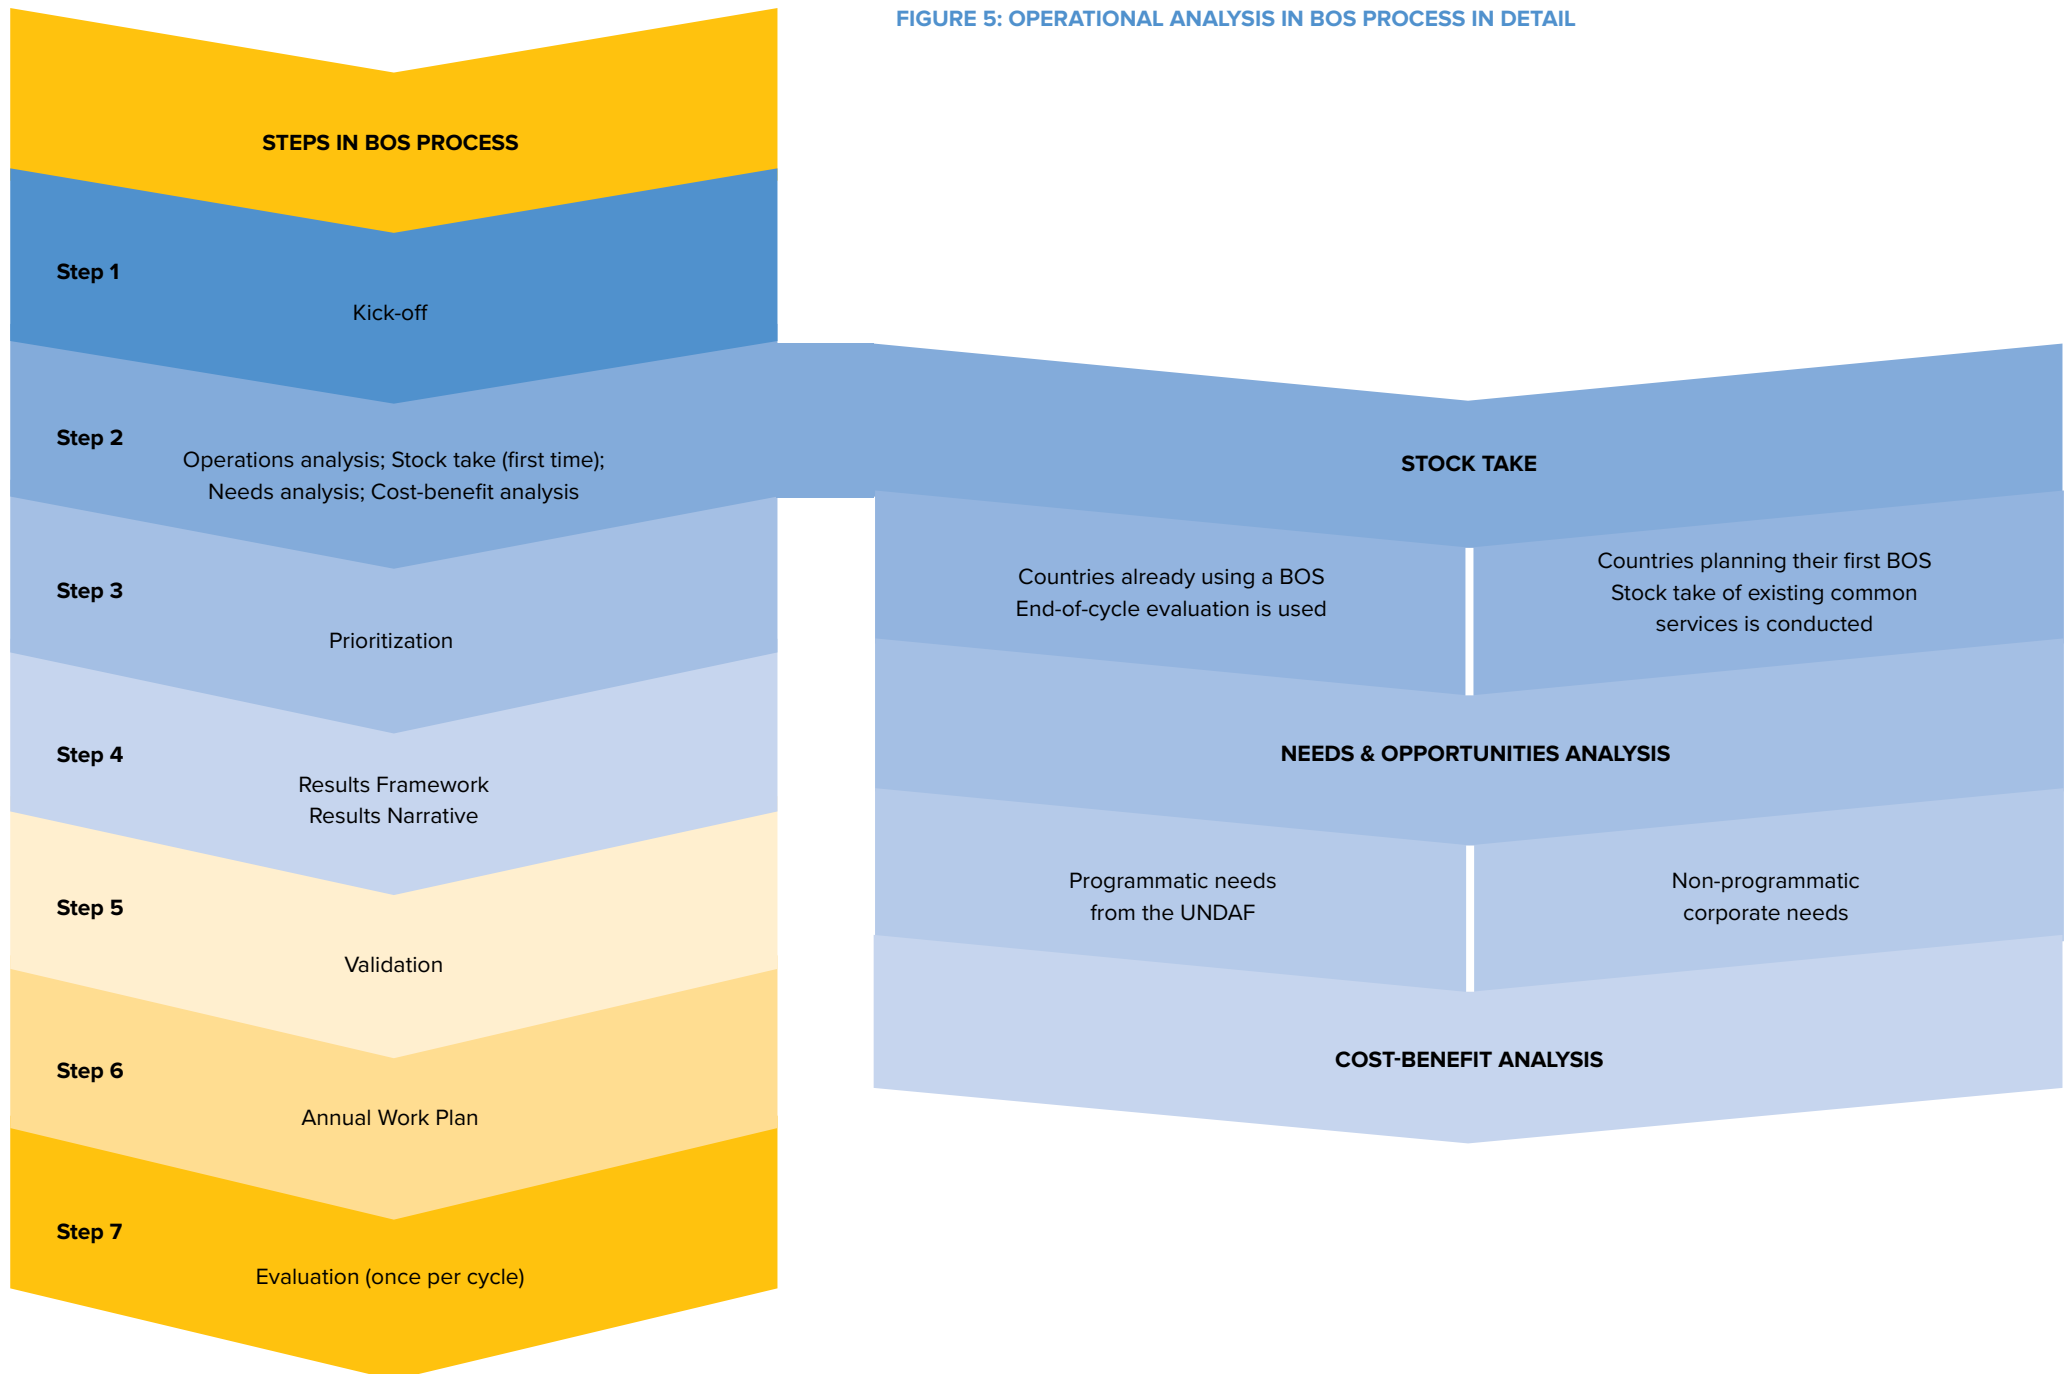 FIGURE 5: OPERATIONAL ANALYSIS IN BOS PROCESS IN DETAIL
STEPS IN BOS PROCESS
Step 1
Kick-off
Step 2
Operations analysis; Stock take (first time);
Needs analysis; Cost-benefit analysis
Step 3
Prioritization
Step 4
Results Framework
Results Narrative
Step 5
Validation
Step 6
Annual Work Plan
Step 7
Evaluation (once per cycle)
STOCK TAKE
Countries already using a BOS
End-of-cycle evaluation is used
Countries planning their first BOS
Stock take of existing common
services is conducted
NEEDS & OPPORTUNITIES ANALYSIS
Programmatic needs
from the UNDAF
Non-programmatic
corporate needs
COST-BENEFIT ANALYSIS